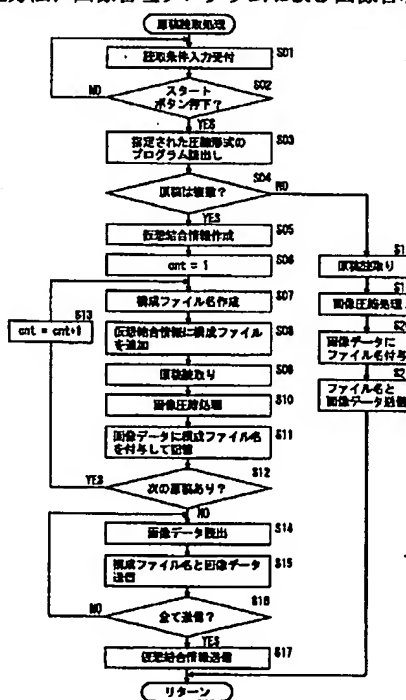 原稿読取処理
読取条件入力受付
S01
S02
スタート
ボタン押下?
NO
YES
指定された圧縮形式の
プログラム読出し
S03
S04
原稿は複数?
NO
YES
仮想結合情報作成
S05
cnt = 1
S06
構成ファイル名作成
S07
仮想結合情報に構成ファイル
を追加
S08
原稿読取り
S09
画像圧縮処理
S10
画像データに構成ファイル名
を付与して記憶
S11
S12
次の原稿あり?
YES
NO
S13
cnt = cnt+1
画像データ読出
S14
構成ファイル名と画像データ
送信
S15
S16
全て送信?
NO
YES
仮想結合情報送信
S17
原稿読取り
画像圧縮処理
画像データに
ファイル名付与
ファイル名と
画像データ送信
リターン